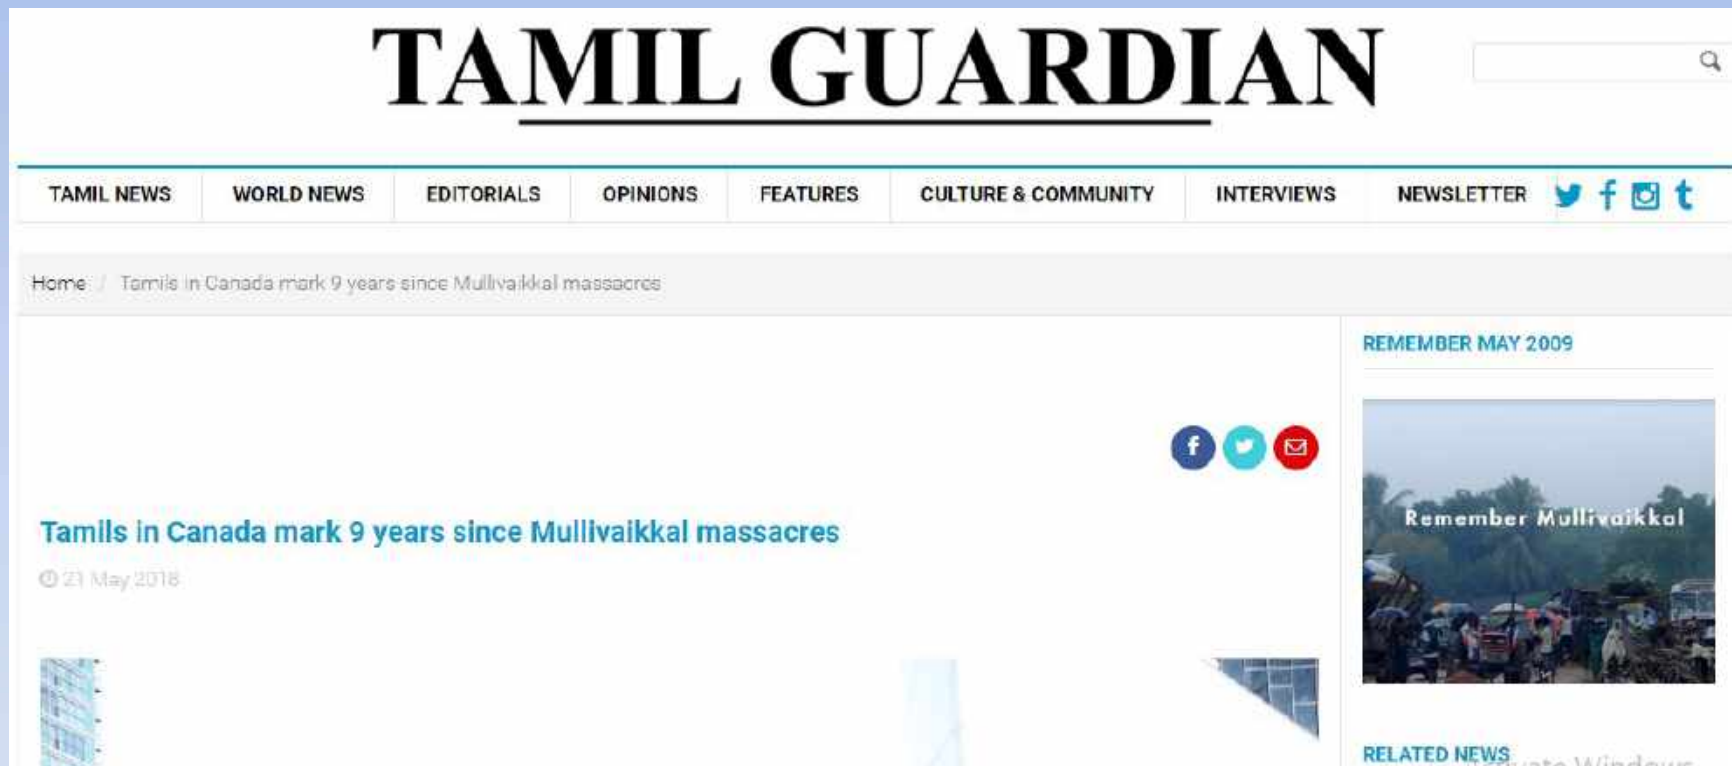 TAMIL GUARDIAN
TAMIL NEWS WORLD NEWS EDITORIALS OPINIONS FEATURES CULTURE & COMMUNITY INTERVIEWS NEWSLETTER
Home / Tamils in Canada mark 9 years since Mullivaikkal massacres
REMEMBER MAY 2009
Remember Mullivaikkal
Tamils in Canada mark 9 years since Mullivaikkal massacres
21 May 2018
RELATED NEWS
Windows